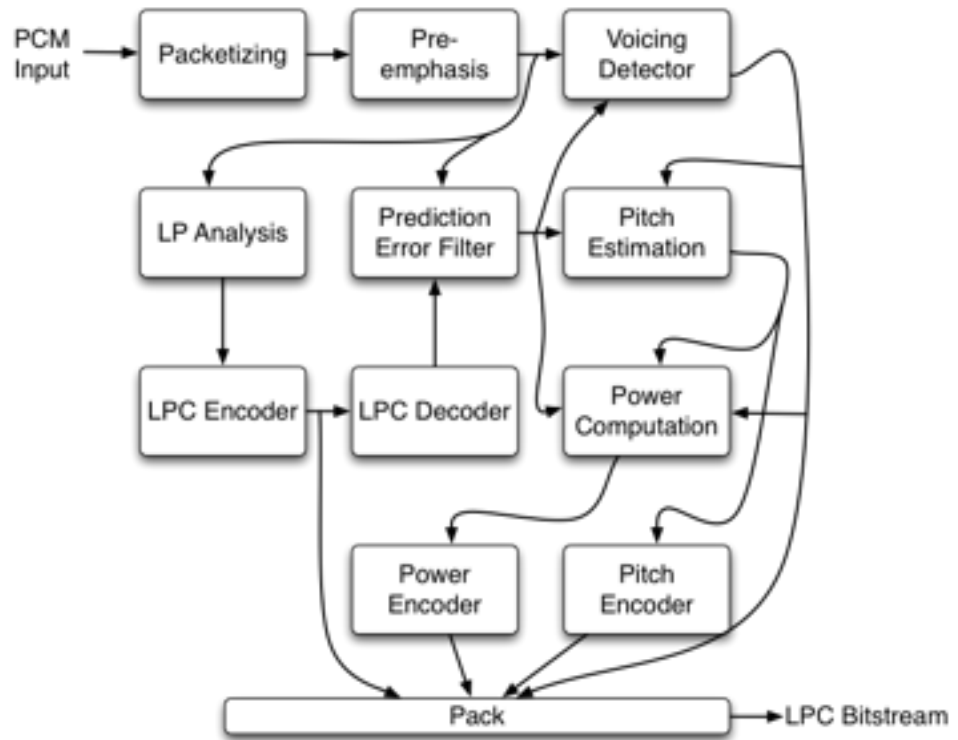 PCM
Input
Packetizing
Pre-
emphasis
Voicing
Detector
LP Analysis
Prediction
Error Filter
Pitch
Estimation
LPC Encoder
LPC Decoder
Power
Computation
Power
Encoder
Pitch
Encoder
Pack
LPC Bitstream